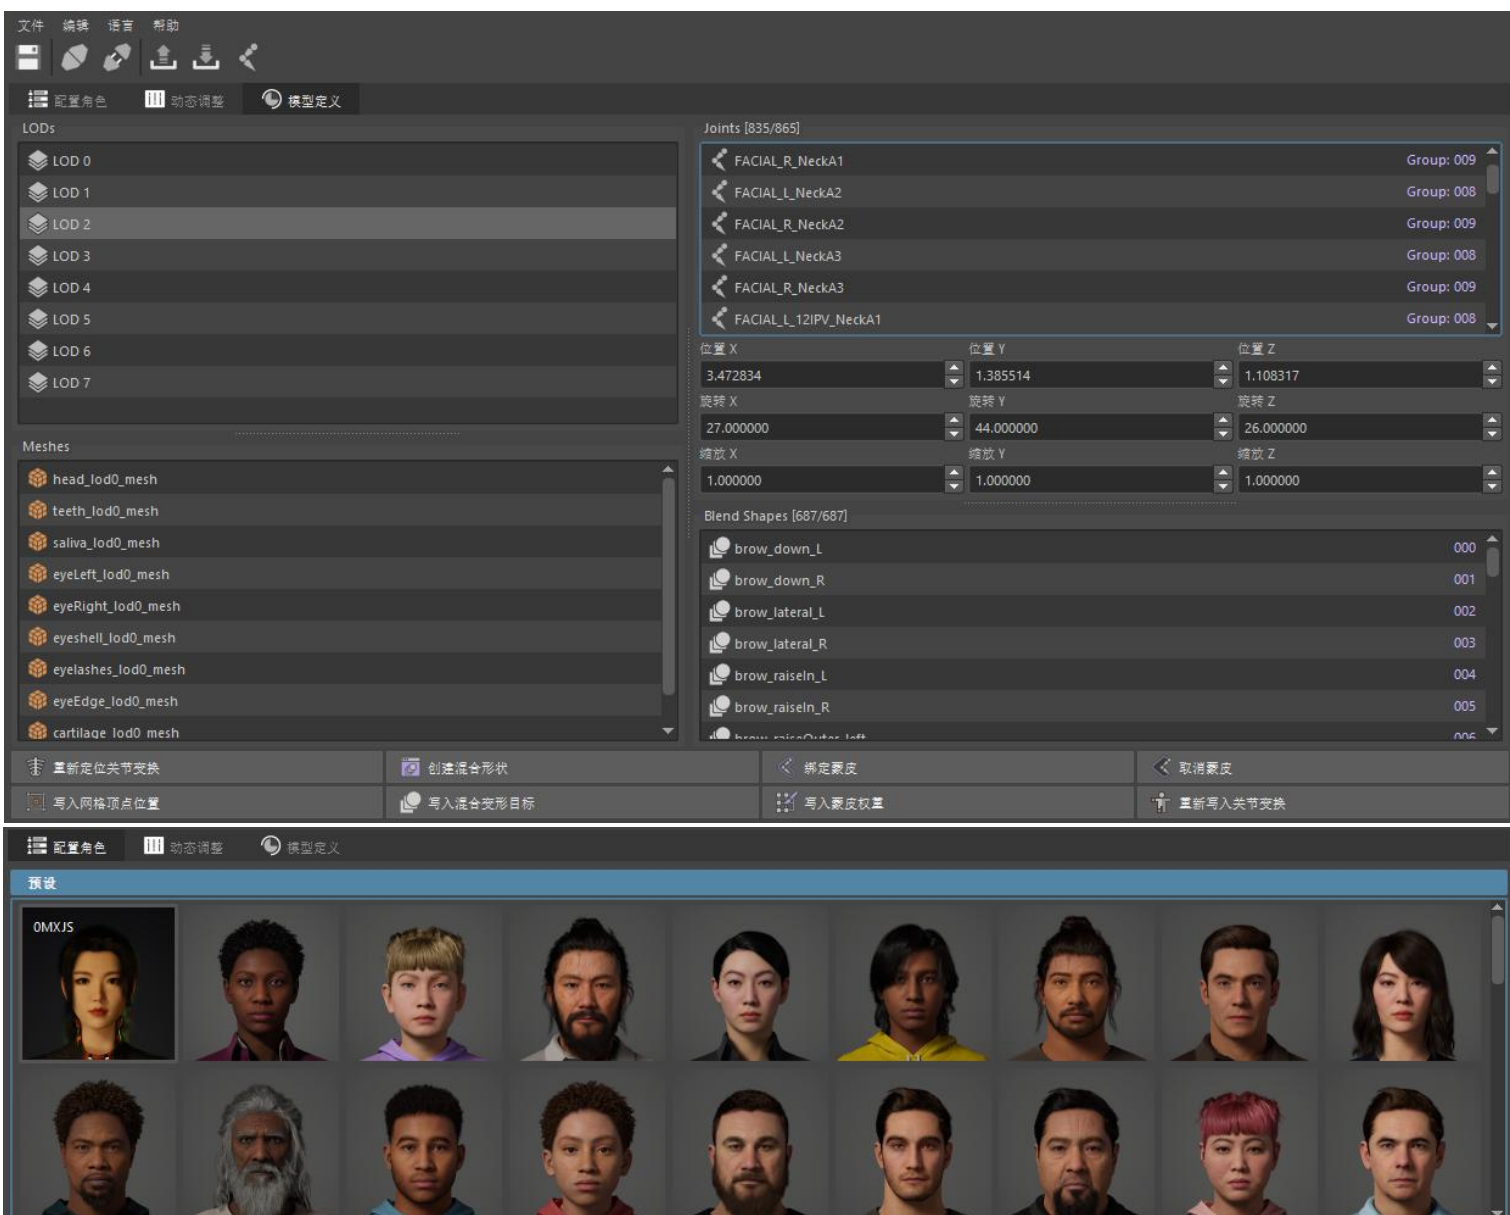 文件 编辑 语言 帮助
配置角色 动态调整 模型定义
LODs
LOD 0
LOD 1
LOD 2
LOD 3
LOD 4
LOD 5
LOD 6
LOD 7
Meshes
head_lod0_mesh
teeth_lod0_mesh
saliva_lod0_mesh
eyeLeft_lod0_mesh
eyeRight_lod0_mesh
eyeshell_lod0_mesh
eyelashes_lod0_mesh
eyeEdge_lod0_mesh
cartilage_lod0_mesh
Joints [835/865]
FACIAL_R_NeckA1 Group: 009
FACIAL_L_NeckA2 Group: 008
FACIAL_R_NeckA2 Group: 009
FACIAL_L_NeckA3 Group: 008
FACIAL_R_NeckA3 Group: 009
FACIAL_L_12IPV_NeckA1 Group: 008
位置 X 位置 Y 位置 Z
3.472834 1.385514 1.108317
旋转 X 旋转 Y 旋转 Z
27.000000 44.000000 26.000000
缩放 X 缩放 Y 缩放 Z
1.000000 1.000000 1.000000
Blend Shapes [687/687]
brow_down_L 000
brow_down_R 001
brow_lateral_L 002
brow_lateral_R 003
brow_raiseIn_L 004
brow_raiseIn_R 005
brow_raiseOuter_left 006
重新定位关节变换 创建混合形状 绑定蒙皮 取消蒙皮
写入网格顶点位置 写入混合变形目标 写入蒙皮权重 重新写入关节变换
配置角色 动态调整 模型定义
预设
0MXJS